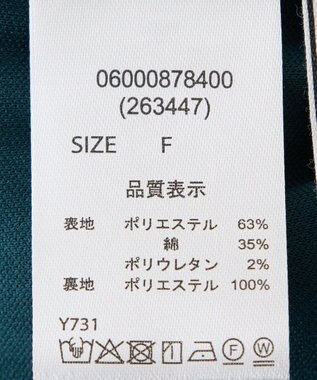 06000878400
(263447)
SIZE F
品質表示
表地 ポリエステル 63%
綿 35%
ポリウレタン 2%
裏地 ポリエステル 100%
Y731
F W